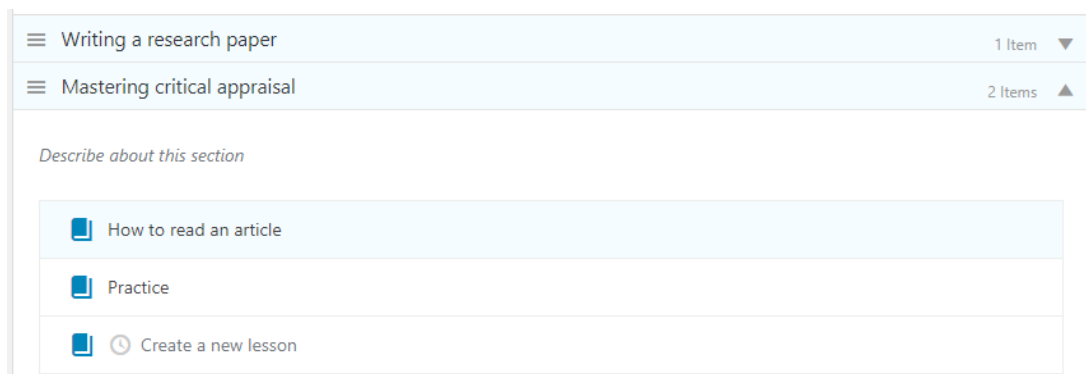 Writing a research paper
1 Item
Mastering critical appraisal
2 Items
Describe about this section
How to read an article
Practice
Create a new lesson